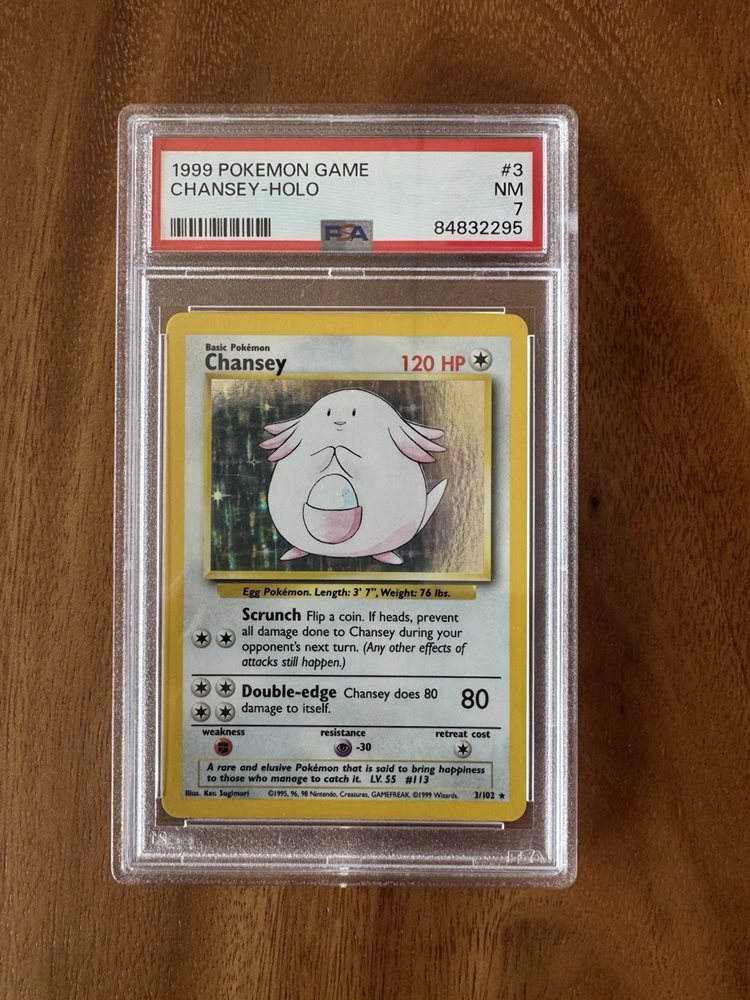 1999 POKEMON GAME #3
CHANSEY-HOLO NM
7
PSA 84832295
Basic Pokémon
Chansey 120 HP
Egg Pokémon. Length: 3' 7", Weight: 76 lbs.
Scrunch Flip a coin. If heads, prevent
all damage done to Chansey during your
opponent's next turn. (Any other effects of
attacks still happen.)
Double-edge Chansey does 80 80
damage to itself.
weakness resistance retreat cost
-30
A rare and elusive Pokémon that is said to bring happiness
to those who manage to catch it. LV. 55 #113
Illus. Ken Sugimori ©1995, 96, 98 Nintendo, Creatures, GAMEFREAK. ©1999 Wizards. 3/102 ★
PSA